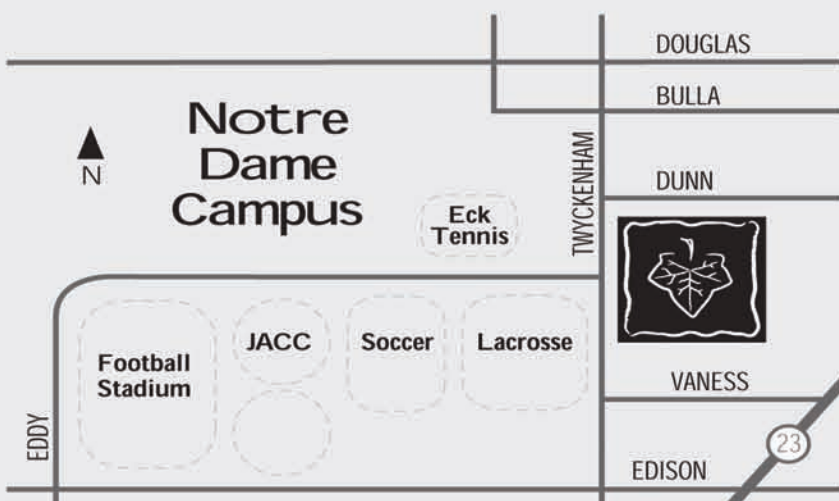 DOUGLAS
BULLA
Notre
Dame
Campus
N
TWYCKENHAM
DUNN
Eck
Tennis
JACC
Soccer
Lacrosse
Football
Stadium
VANESS
EDDY
23
EDISON